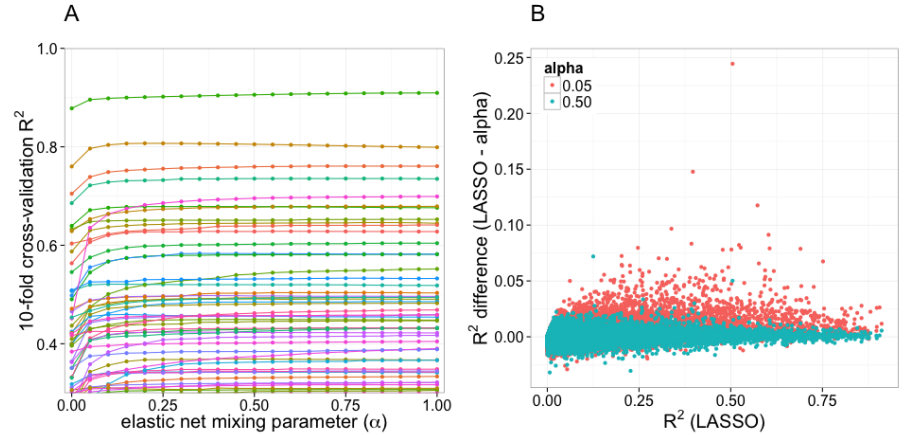 A
10-fold cross-validation R²
1.0
0.8
0.6
0.4
0.00 0.25 0.50 0.75 1.00
elastic net mixing parameter (α)
B
R² difference (LASSO - alpha)
0.25
0.20
0.15
0.10
0.05
0.00
alpha
0.05
0.50
0.00 0.25 0.50 0.75
R² (LASSO)